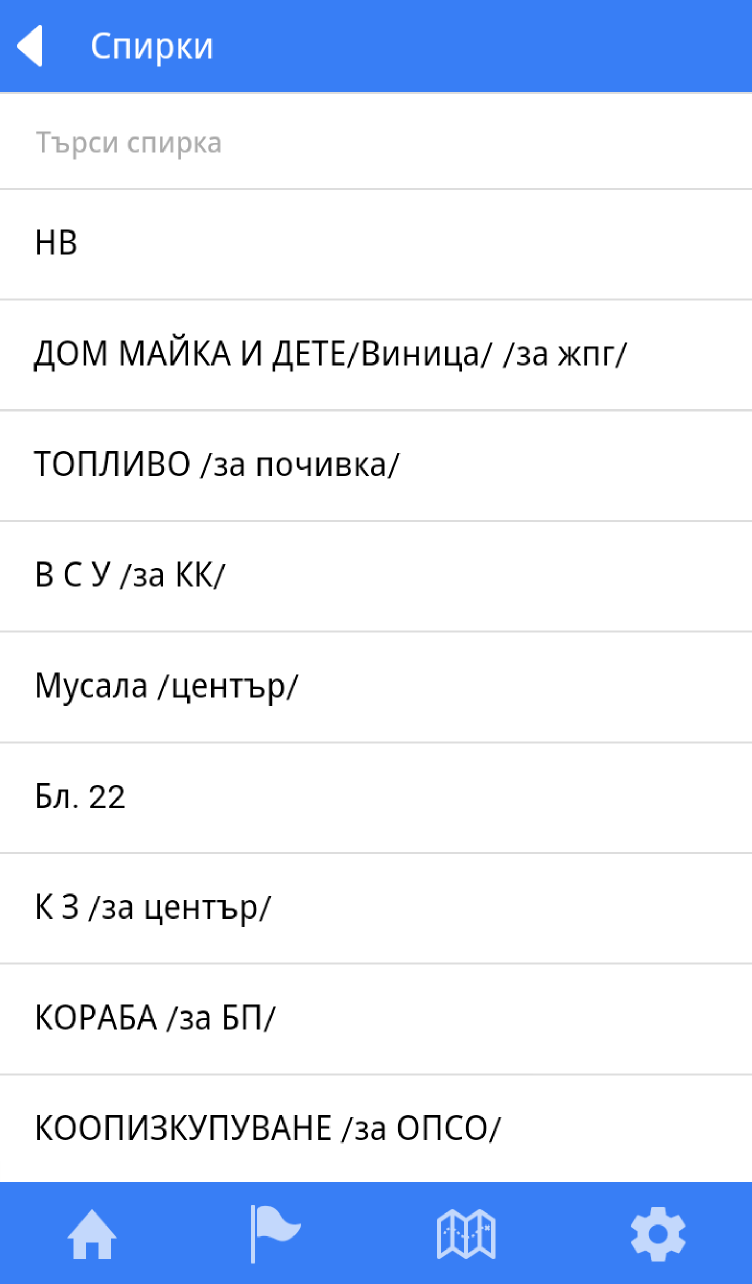 Спирки
Търси спирка
НВ
ДОМ МАЙКА И ДЕТЕ/Виница/ /за жпг/
ТОПЛИВО /за почивка/
В С У /за КК/
Мусала /център/
Бл. 22
К З /за център/
КОРАБА /за БП/
КООПИЗКУПУВАНЕ /за ОПСО/